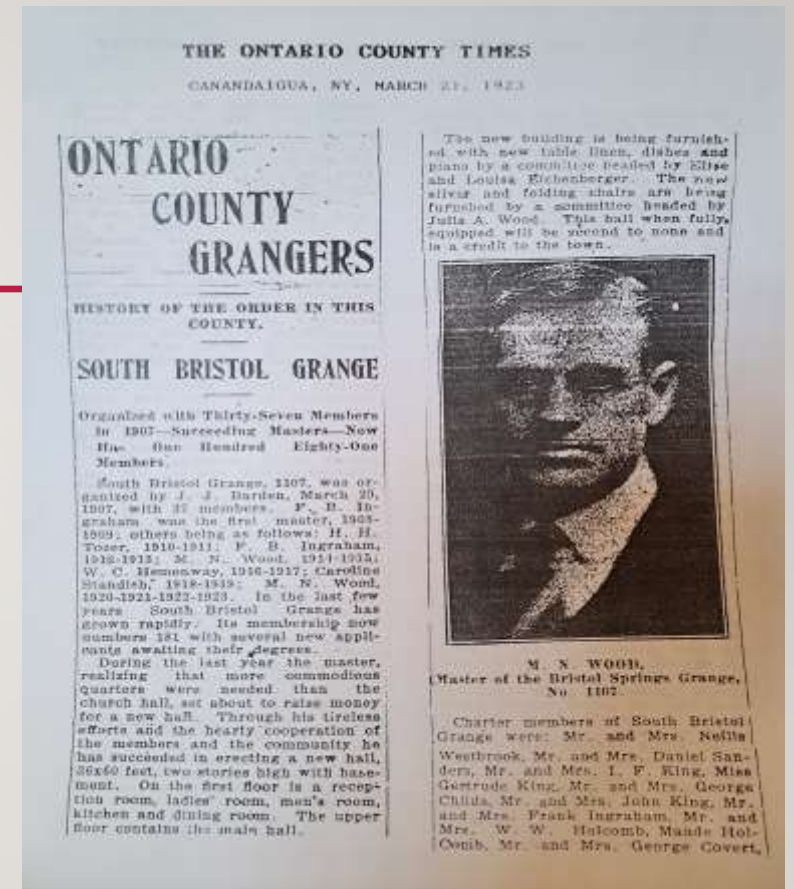 THE ONTARIO COUNTY TIMES
CANANDAIGUA, NY, MARCH 21, 1923
ONTARIO
COUNTY
GRANGERS
HISTORY OF THE ORDER IN THIS
COUNTY.
SOUTH BRISTOL GRANGE
Organized with Thirty-Seven Members
in 1907—Succeeding Masters—Now
Has One Hundred Eighty-One
Members.
South Bristol Grange, 1107, was or-
ganized by J. J. Barden, March 29,
1907, with 37 members. F. B. In-
graham was the first master, 1908-
1909; others being as follows: H. H.
Tozer, 1910-1911; F. B. Ingraham,
1912-1913; M. N. Wood, 1914-1915;
W. C. Hemenway, 1916-1917; Caroline
Standish, 1918-1919; M. N. Wood,
1920-1921-1922-1923. In the last few
years South Bristol Grange has
grown rapidly. Its membership now
numbers 181 with several new appli-
cants awaiting their degrees.
During the last year the master,
realizing that more commodious
quarters were needed than the
church hall, set about to raise money
for a new hall. Through his tireless
efforts and the hearty cooperation of
the members and the community he
has succeeded in erecting a new hall,
36x60 feet, two stories high with base-
ment. On the first floor is a recep-
tion room, ladies' room, men's room,
kitchen and dining room. The upper
floor contains the main hall.
The new building is being furnish-
ed with new table linen, dishes and
piano by a committee headed by Elise
and Louisa Eichenberger. The new
silver and folding chairs are being
furnished by a committee headed by
Julia A. Wood. This hall when fully
equipped will be second to none and
is a credit to the town.
M. N. WOOD,
Master of the Bristol Springs Grange,
No 1107
Charter members of South Bristol
Grange were: Mr. and Mrs. Nellis
Westbrook, Mr. and Mrs. Daniel San-
ders, Mr. and Mrs. I. F. King, Miss
Gertrude King, Mr. and Mrs. George
Childs, Mr. and Mrs. John King, Mr.
and Mrs. Frank Ingraham, Mr. and
Mrs. W. W. Holcomb, Maude Hol-
Comb, Mr. and Mrs. George Covert,